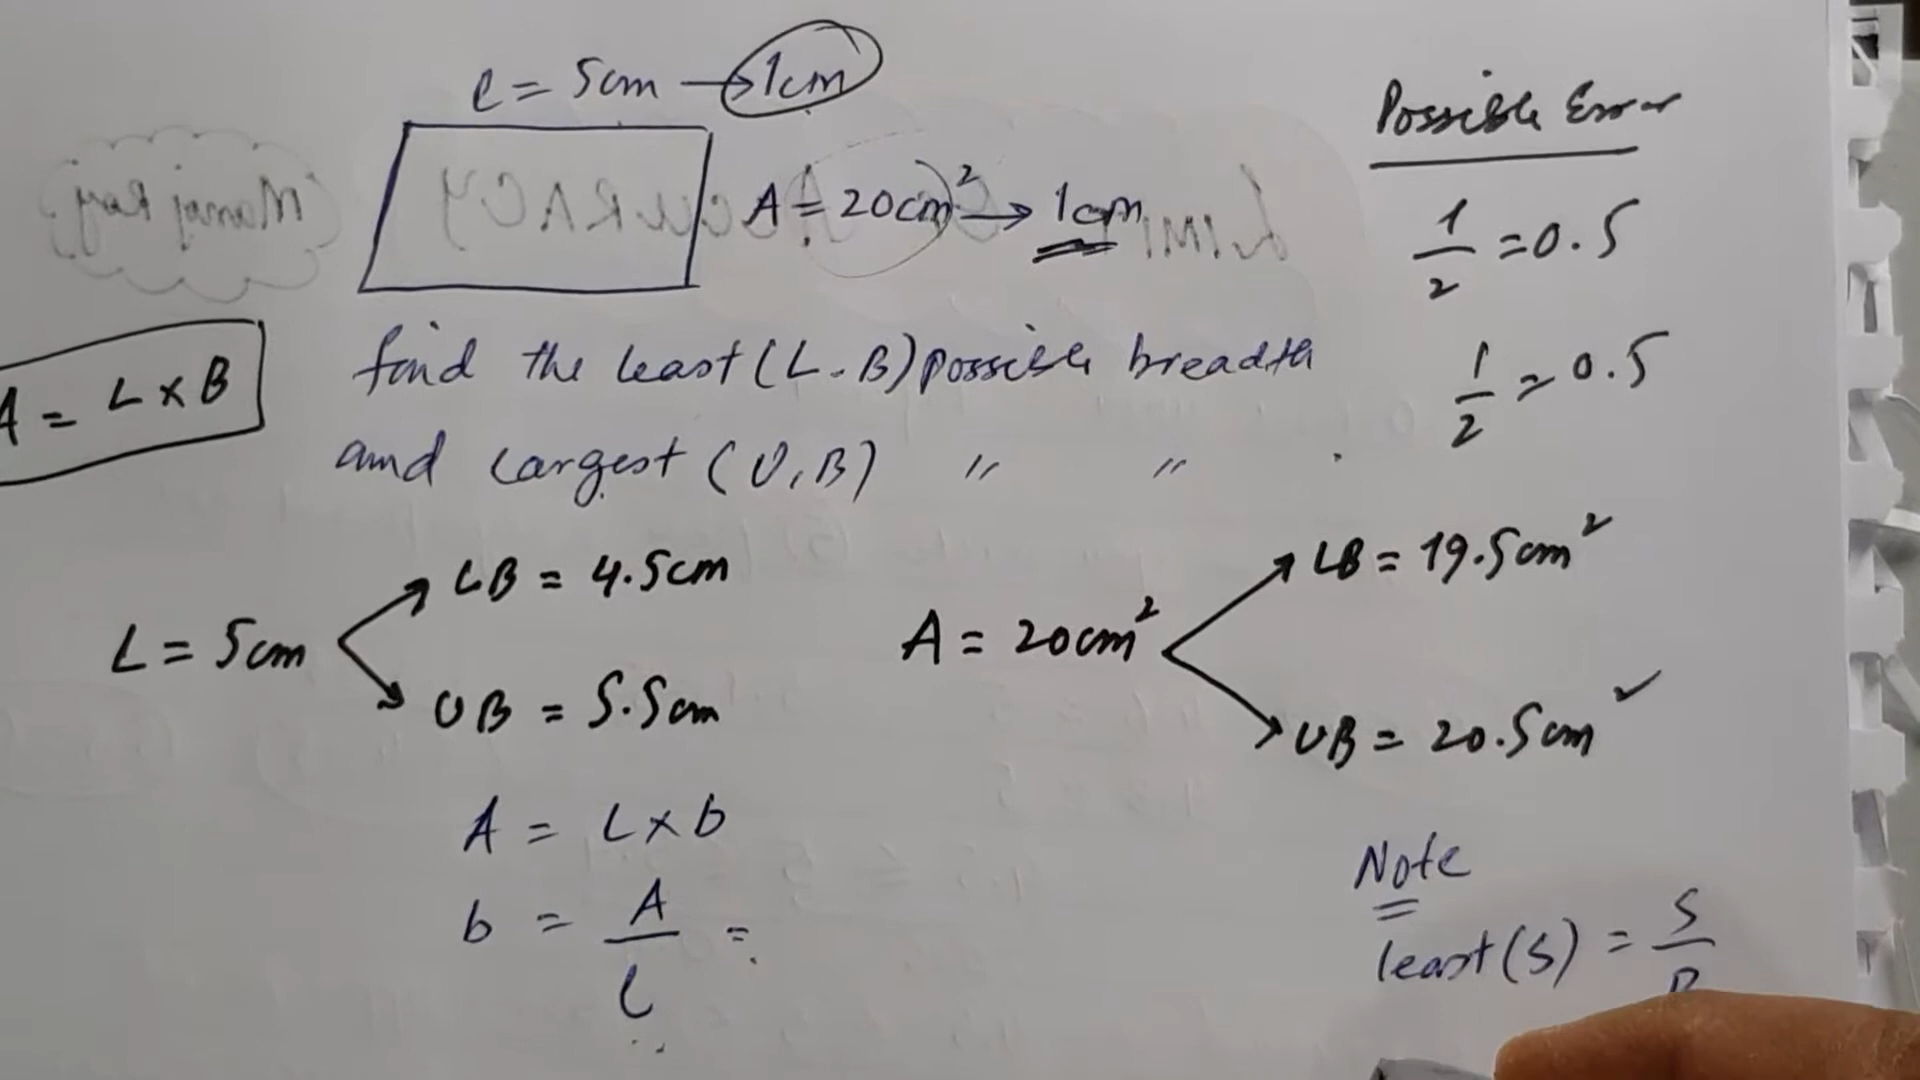 l = 5cm → 1cm
A = 20cm² → 1cm
Possible Error
1/2 = 0.5
1/2 = 0.5
A = L × B
find the least (L.B) possible breadth
and largest (U.B) " " .
L = 5cm
LB = 4.5cm
UB = 5.5cm
A = 20cm²
LB = 19.5cm²
UB = 20.5cm ✓
A = L × b
b = A/l =
Note
least (S) = S/B